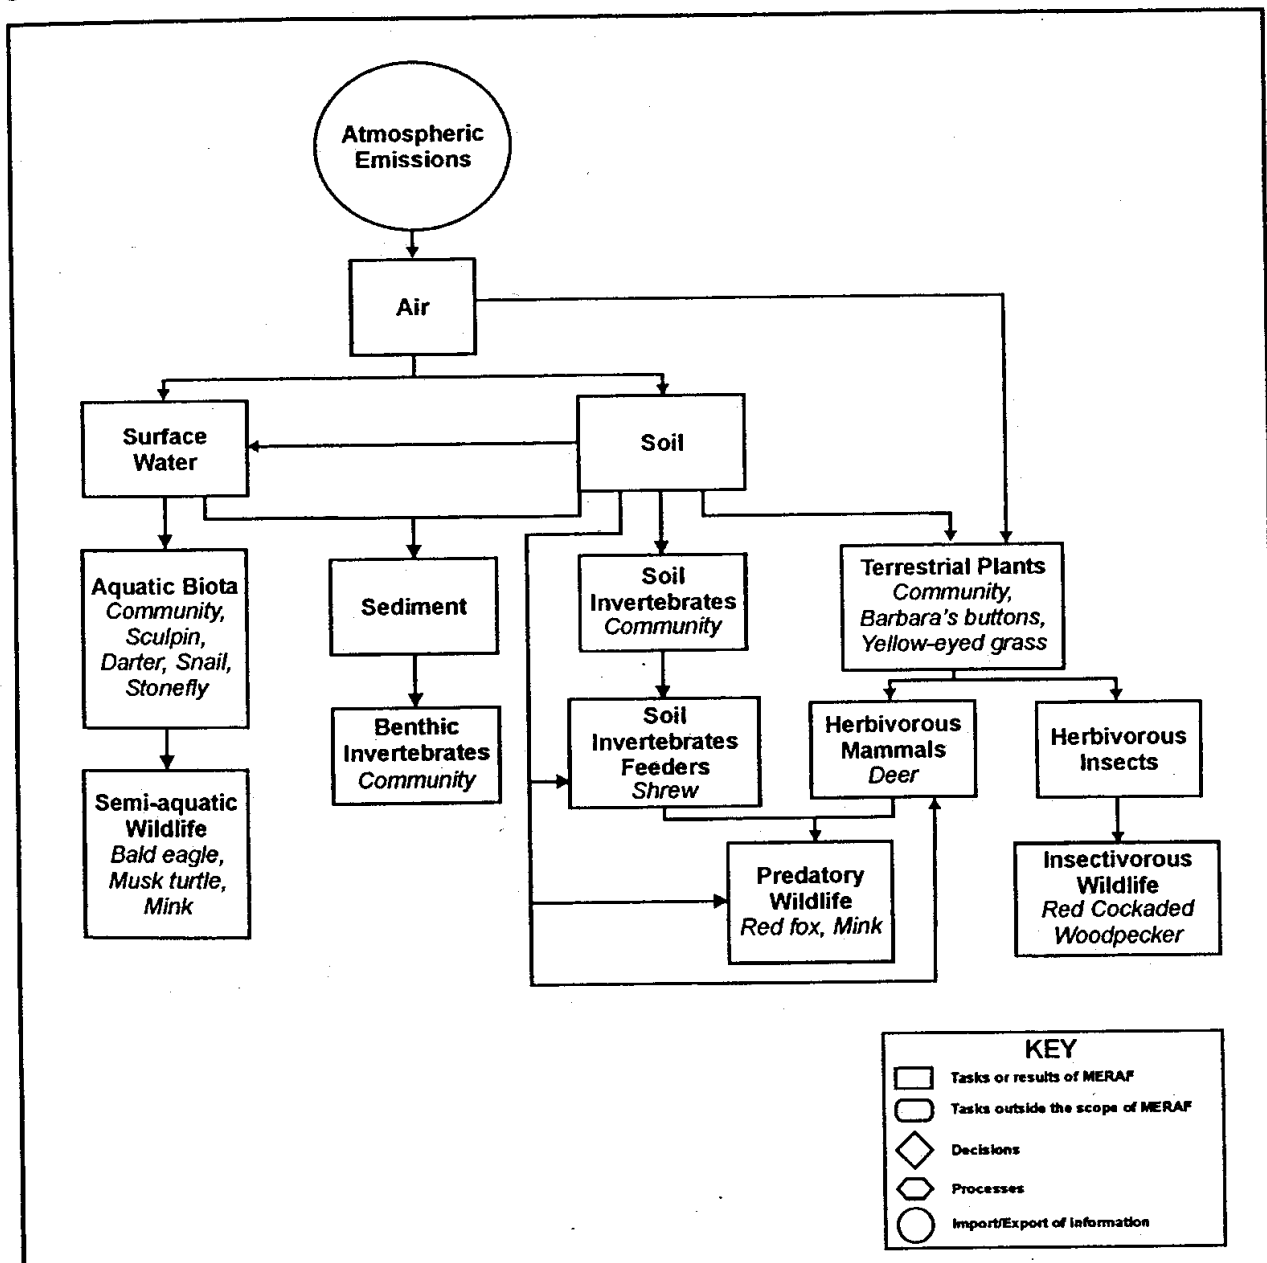 Atmospheric
Emissions
Air
Surface
Water
Soil
Aquatic Biota
Community,
Sculpin,
Darter, Snail,
Stonefly
Sediment
Soil
Invertebrates
Community
Terrestrial Plants
Community,
Barbara's buttons,
Yellow-eyed grass
Benthic
Invertebrates
Community
Soil
Invertebrates
Feeders
Shrew
Herbivorous
Mammals
Deer
Herbivorous
Insects
Semi-aquatic
Wildlife
Bald eagle,
Musk turtle,
Mink
Predatory
Wildlife
Red fox, Mink
Insectivorous
Wildlife
Red Cockaded
Woodpecker
KEY
Tasks or results of MERAF
Tasks outside the scope of MERAF
Decisions
Processes
Import/Export of information